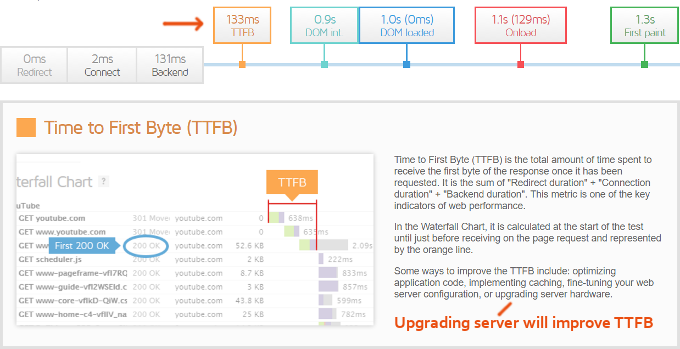 133ms
TTFB
0.9s
DOM int.
1.0s (0ms)
DOM loaded
1.1s (129ms)
Onload
1.3s
First paint
0ms
Redirect
2ms
Connect
131ms
Backend
Time to First Byte (TTFB)
terfall Chart ?
TTFB
uTube
GET youtube.com 301 Move youtube.com 0 638ms
GET www.youtube.com 301 Move youtube.com 0 635ms
GET ww First 200 OK 200 OK youtube.com 52.6 KB 2.09s
GET scheduler.js 200 OK youtube.com 2 KB 222ms
GET www-pageframe-vfl7RQ 200 OK youtube.com 8.7 KB 833ms
GET www-guide-vfl2WSEId.c 200 OK youtube.com 3 KB 857ms
GET www-core-vflkD-QjW.cs 200 OK youtube.com 43.8 KB 599ms
GET www-home-c4-vflIV_na 200 OK youtube.com 25 KB 782ms
Time to First Byte (TTFB) is the total amount of time spent to
receive the first byte of the response once it has been
requested. It is the sum of "Redirect duration" + "Connection
duration" + "Backend duration". This metric is one of the key
indicators of web performance.
In the Waterfall Chart, it is calculated at the start of the test
until just before receiving on the page request and represented
by the orange line.
Some ways to improve the TTFB include: optimizing
application code, implementing caching, fine-tuning your web
server configuration, or upgrading server hardware.
Upgrading server will improve TTFB